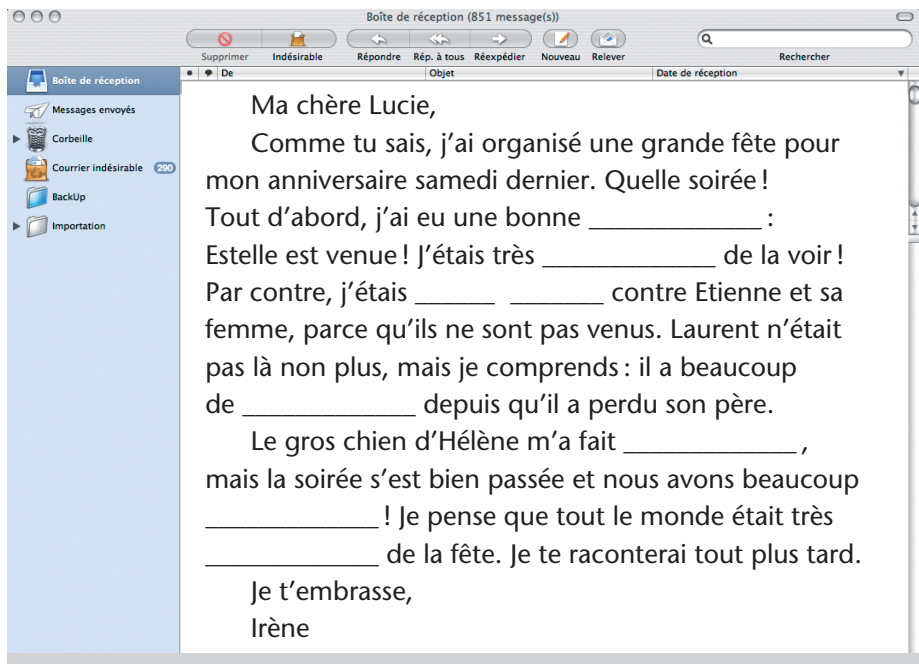 Boîte de réception (851 message(s))
Supprimer Indésirable Répondre Rép. à tous Réexpédier Nouveau Relever Rechercher
De Objet Date de réception
Boîte de réception
Messages envoyés
Corbeille
Courrier indésirable 290
BackUp
Importation
Ma chère Lucie,
Comme tu sais, j'ai organisé une grande fête pour
mon anniversaire samedi dernier. Quelle soirée !
Tout d'abord, j'ai eu une bonne _____________ :
Estelle est venue ! J'étais très _____________ de la voir !
Par contre, j'étais ______ _______ contre Etienne et sa
femme, parce qu'ils ne sont pas venus. Laurent n'était
pas là non plus, mais je comprends : il a beaucoup
de _____________ depuis qu'il a perdu son père.
Le gros chien d'Hélène m'a fait _____________ ,
mais la soirée s'est bien passée et nous avons beaucoup
_____________ ! Je pense que tout le monde était très
_____________ de la fête. Je te raconterai tout plus tard.
Je t'embrasse,
Irène